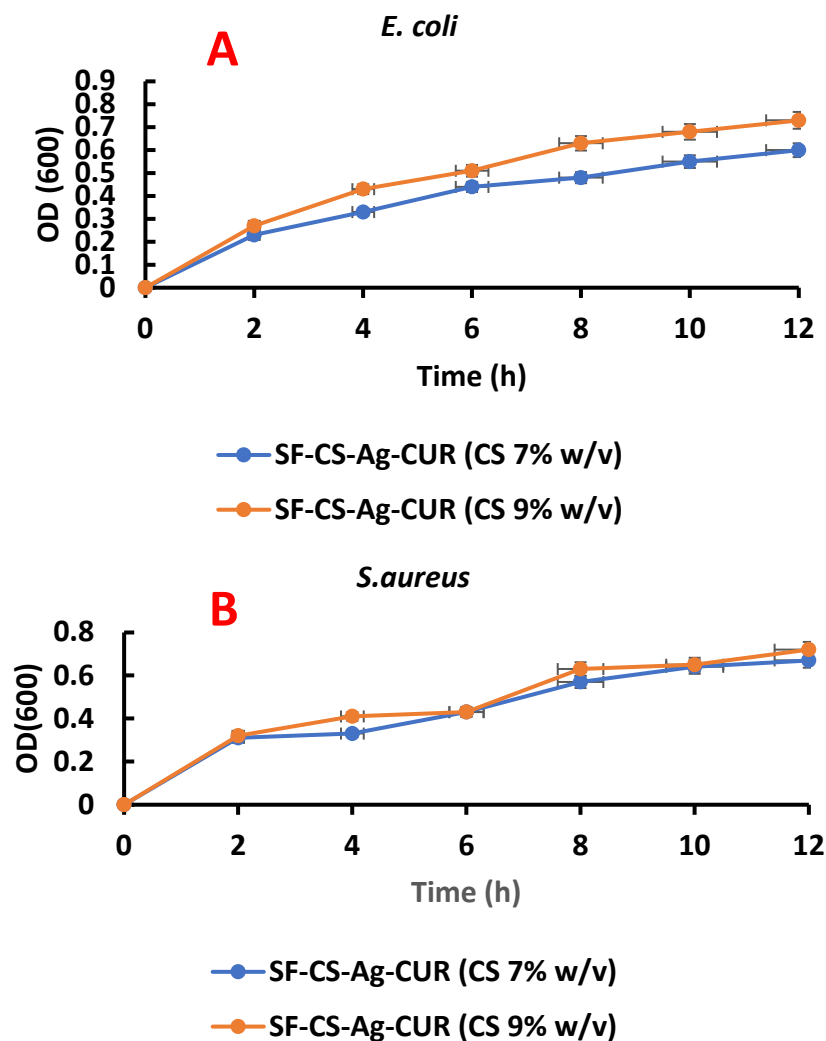 E. coli
A
OD (600)
0.9
0.8
0.7
0.6
0.5
0.4
0.3
0.2
0.1
0
0 2 4 6 8 10 12
Time (h)
SF-CS-Ag-CUR (CS 7% w/v)
SF-CS-Ag-CUR (CS 9% w/v)
S.aureus
B
OD(600)
0.8
0.6
0.4
0.2
0
0 2 4 6 8 10 12
Time (h)
SF-CS-Ag-CUR (CS 7% w/v)
SF-CS-Ag-CUR (CS 9% w/v)